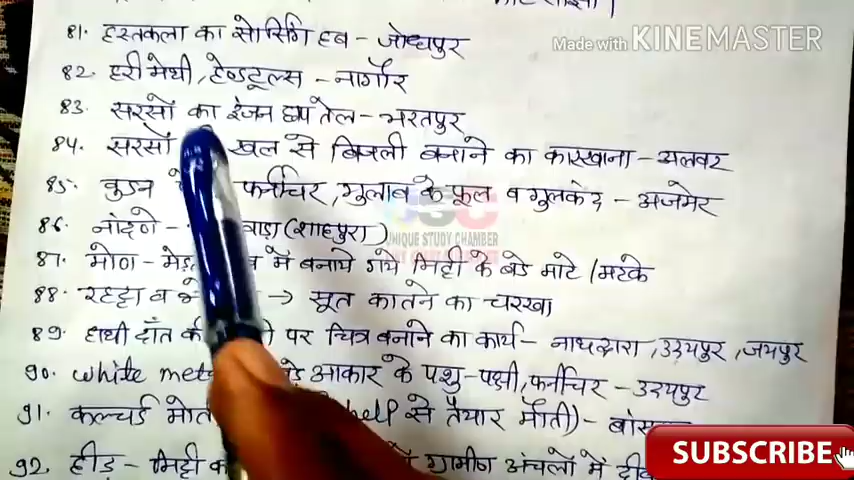 81. हस्तकला का सोर्सिंग हब - जोधपुर
82. हरी मेथी, हैण्डटूल्स - नागौर
83. सरसों का इंजन छाप तेल - भरतपुर
84. सरसों खल से बिजली बनाने का कारखाना - अलवर
85. वुडन फर्नीचर, गुलाब के फूल व गुलकंद - अजमेर
86. नांदणे - वाड़ा (शाहपुरा)
87. मोण - में बनाये गये मिट्टी के बड़े माटे / मटके
88. रहट्टा व → सूत कातने का चरखा
89. हाथी दाँत की पर चित्र बनाने का कार्य - नाथद्वारा, उदयपुर, जयपुर
90. white met आकार के पशु-पक्षी, फर्नीचर - उदयपुर
91. कल्चर्ड मोती से तैयार मोती) - बांस
92. हीड़ - मिट्टी का ग्रामीण अंचलों में
Made with KINEMASTER
UNIQUE STUDY CHAMBER
SUBSCRIBE